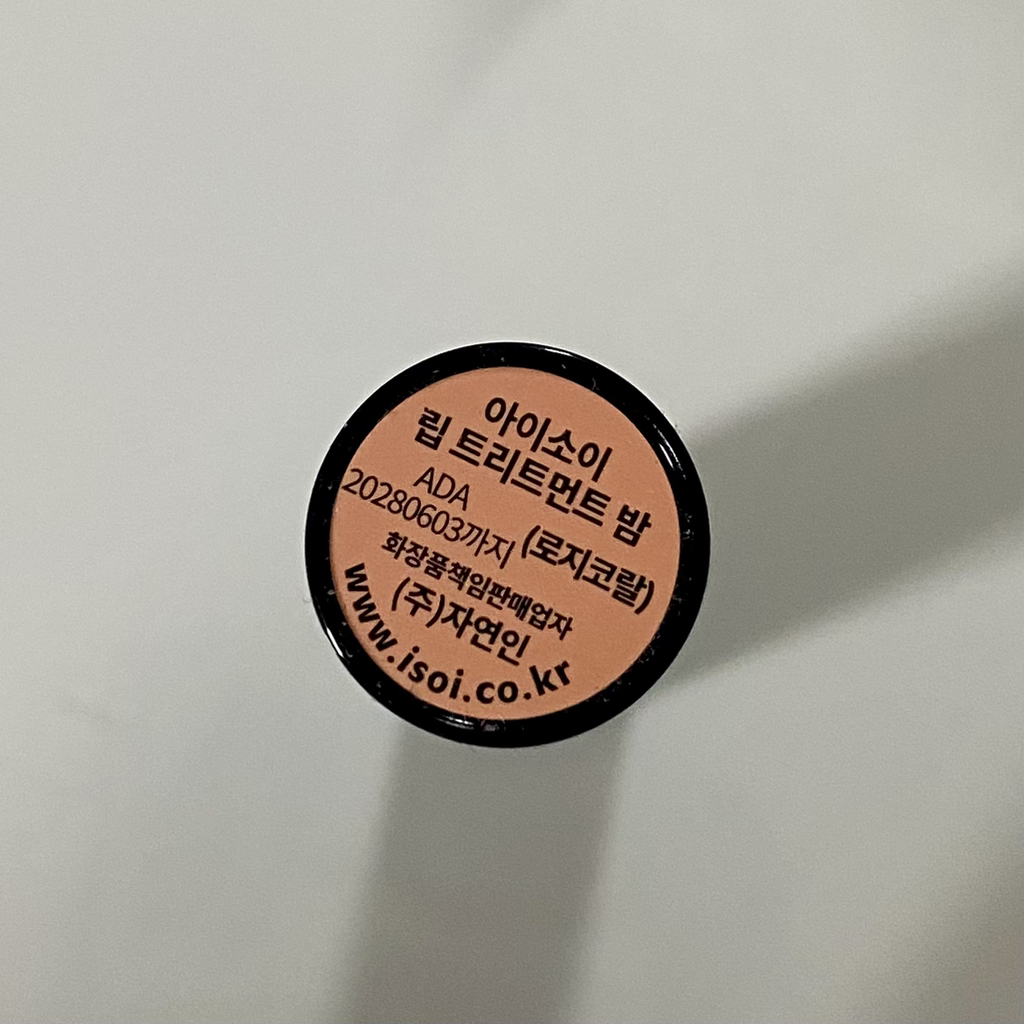 아이소이
립 트리트먼트 밤
ADA
20280603까지
(로지코랄)
화장품책임판매업자
(주)자연인
www.isoi.co.kr